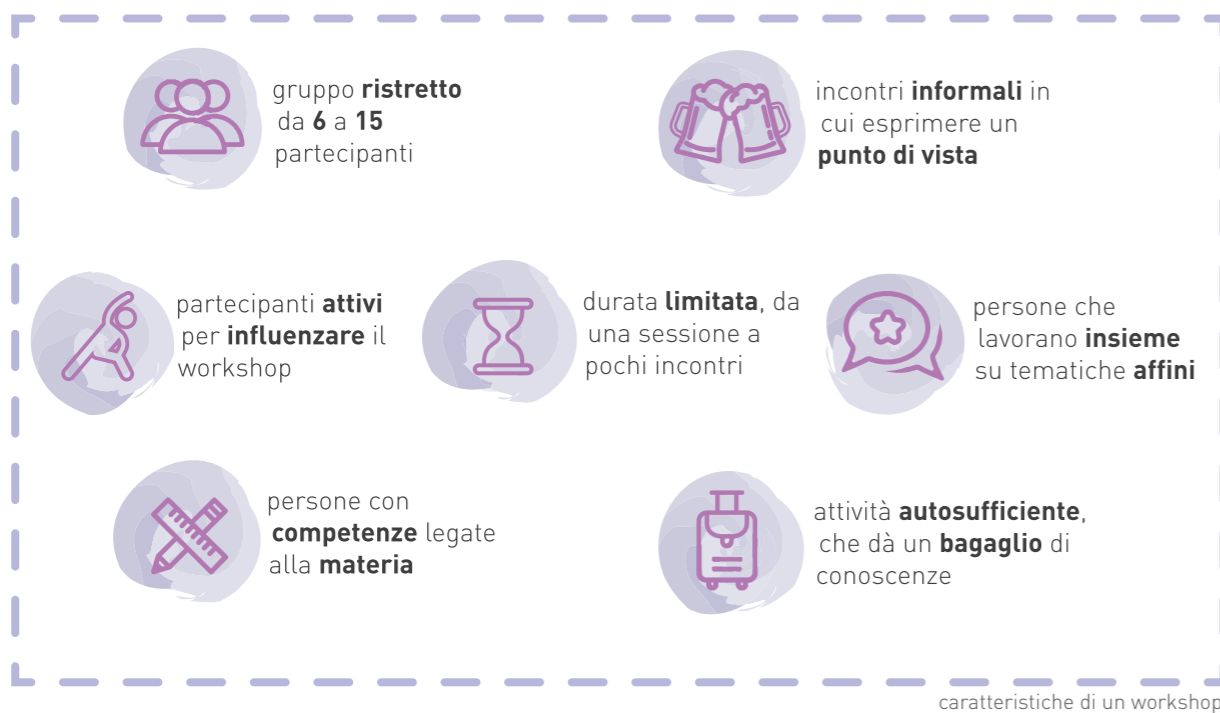 gruppo ristretto
da 6 a 15
partecipanti
incontri informali in
cui esprimere un
punto di vista
partecipanti attivi
per influenzare il
workshop
durata limitata, da
una sessione a
pochi incontri
persone che
lavorano insieme
su tematiche affini
persone con
competenze legate
alla materia
attività autosufficiente,
che dà un bagaglio di
conoscenze
caratteristiche di un workshop